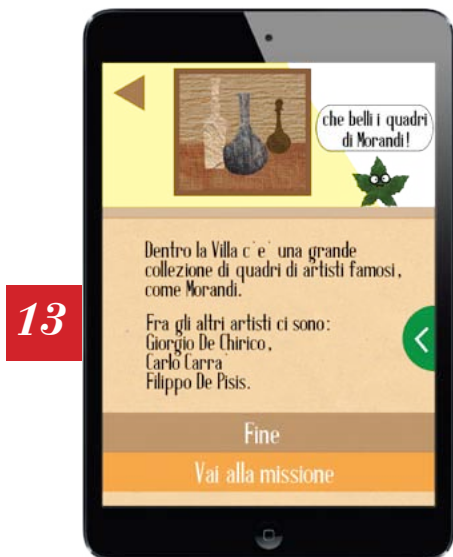 che belli i quadri
di Morandi!
Dentro la Villa c'e' una grande
collezione di quadri di artisti famosi,
come Morandi.
Fra gli altri artisti ci sono:
Giorgio De Chirico,
Carlo Carra'
Filippo De Pisis.
13
Fine
Vai alla missione